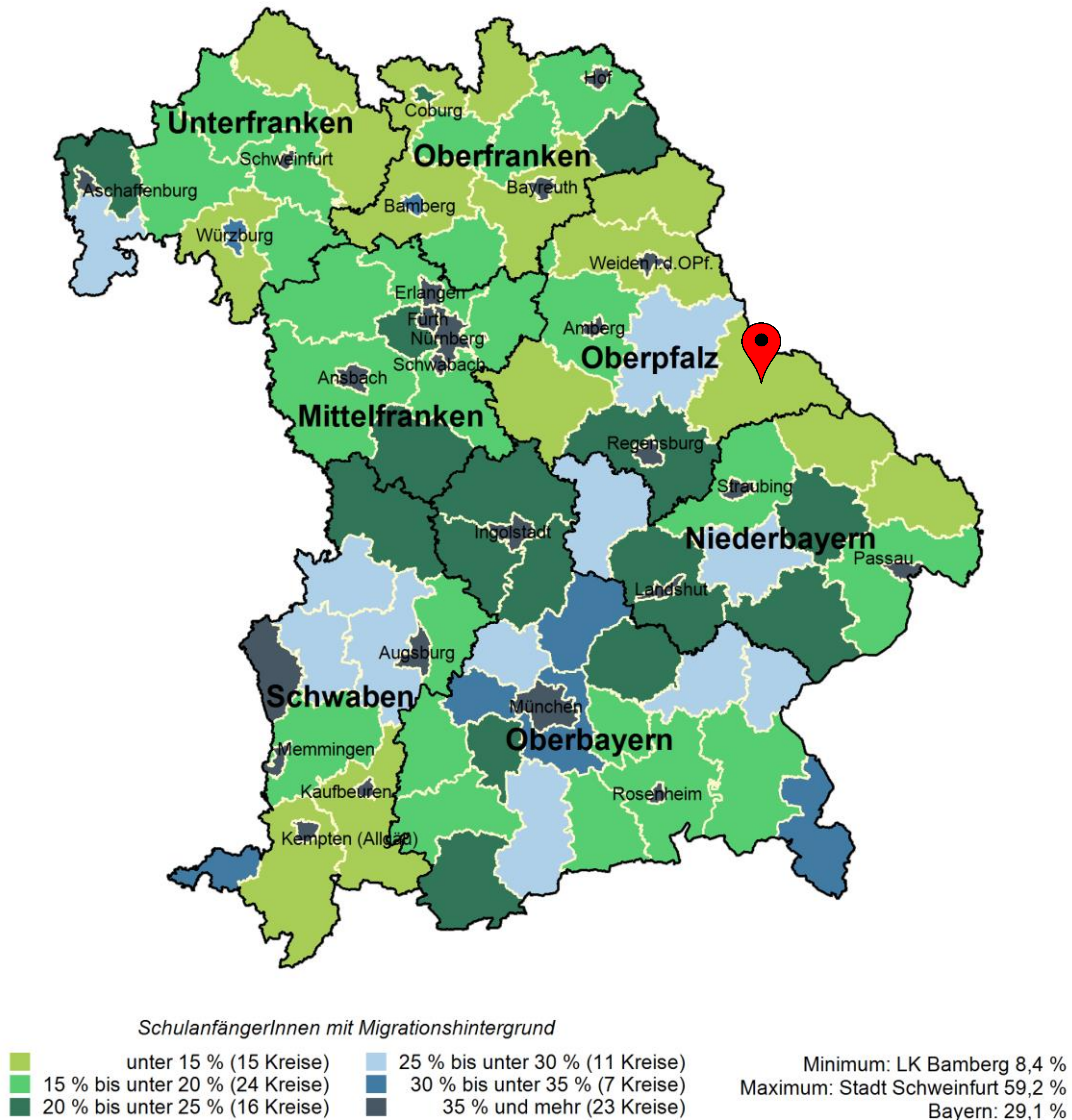 Hof
Coburg
Unterfranken
Schweinfurt
Oberfranken
Aschaffenburg
Bayreuth
Bamberg
Würzburg
Weiden i.d.OPf.
Erlangen
Fürth
Amberg
Nürnberg
Oberpfalz
Schwabach
Ansbach
Mittelfranken
Regensburg
Straubing
Ingolstadt
Niederbayern
Passau
Landshut
Augsburg
Schwaben
München
Oberbayern
Memmingen
Kaufbeuren
Rosenheim
Kempten (Allgäu)
SchulanfängerInnen mit Migrationshintergrund
unter 15 % (15 Kreise)
15 % bis unter 20 % (24 Kreise)
20 % bis unter 25 % (16 Kreise)
25 % bis unter 30 % (11 Kreise)
30 % bis unter 35 % (7 Kreise)
35 % und mehr (23 Kreise)
Minimum: LK Bamberg 8,4 %
Maximum: Stadt Schweinfurt 59,2 %
Bayern: 29,1 %